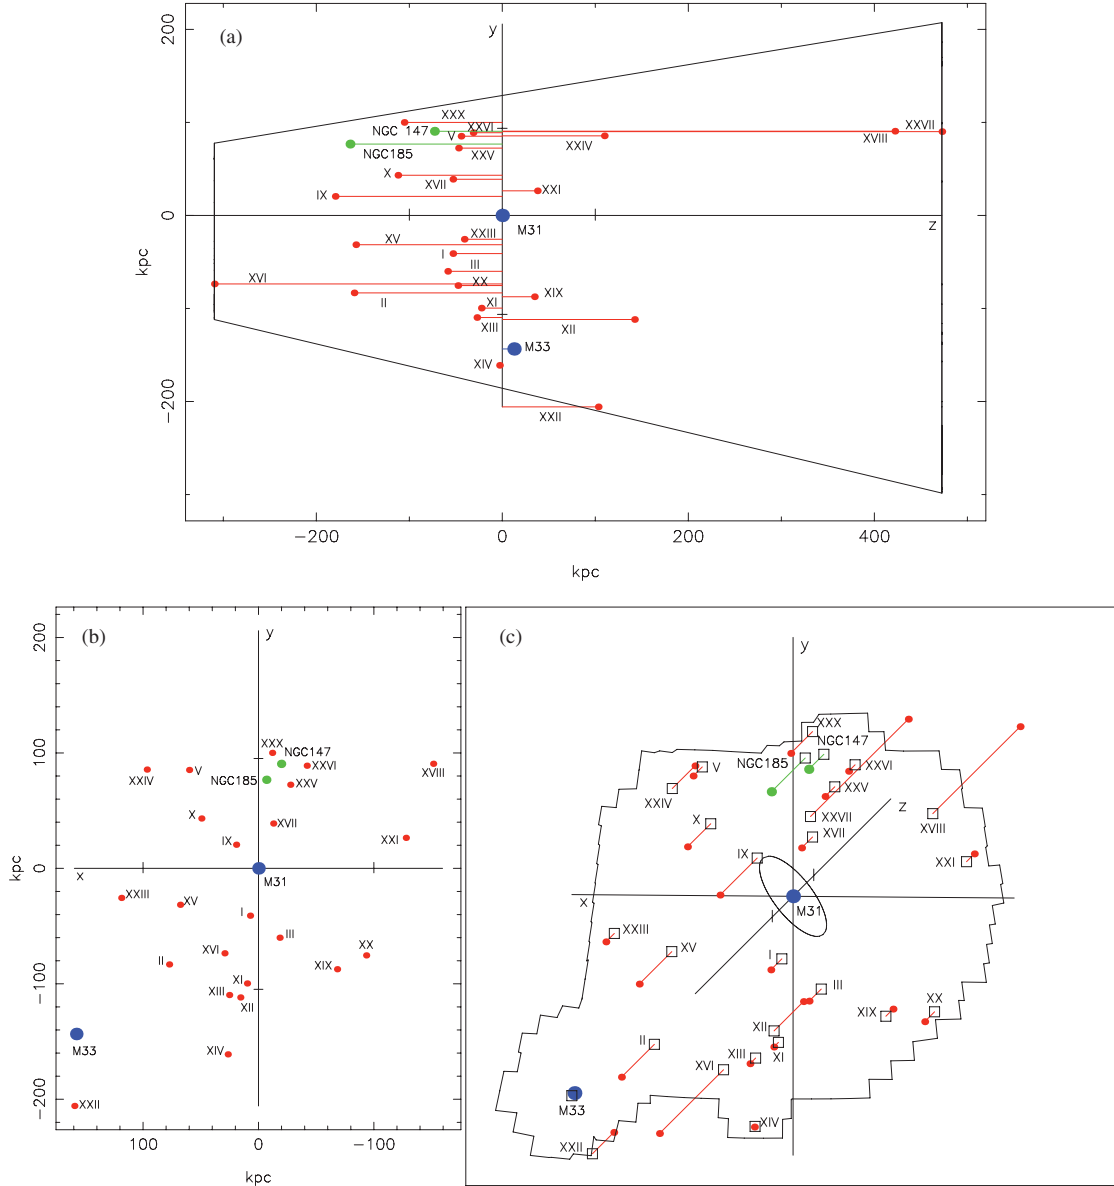 (a)
y
200
0
-200
kpc
XXX
NGC 147
XXVI
V
XXIV
XVIII
XXVII
NGC185
XXV
X
XVII
XXI
IX
M31
z
XXIII
XV
I
III
XVI
XX
II
XI
XIX
XIII
XII
M33
XIV
XXII
-200
0
200
400
kpc
(b)
y
200
100
0
-100
-200
kpc
XXX
NGC147
XXIV
V
NGC185
XXVI
XXV
XVIII
X
XVII
IX
XXI
x
M31
XXIII
XV
I
III
XVI
XX
II
XI
XIX
XIII
XII
M33
XIV
XXII
100
0
-100
kpc
(c)
y
XXX
NGC147
NGC185
V
XXVI
XXIV
XXV
z
X
XXVII
XVIII
XVII
IX
XXI
x
M31
XXIII
XV
I
III
XX
XIX
XII
II
XI
XIII
XVI
M33
XIV
XXII